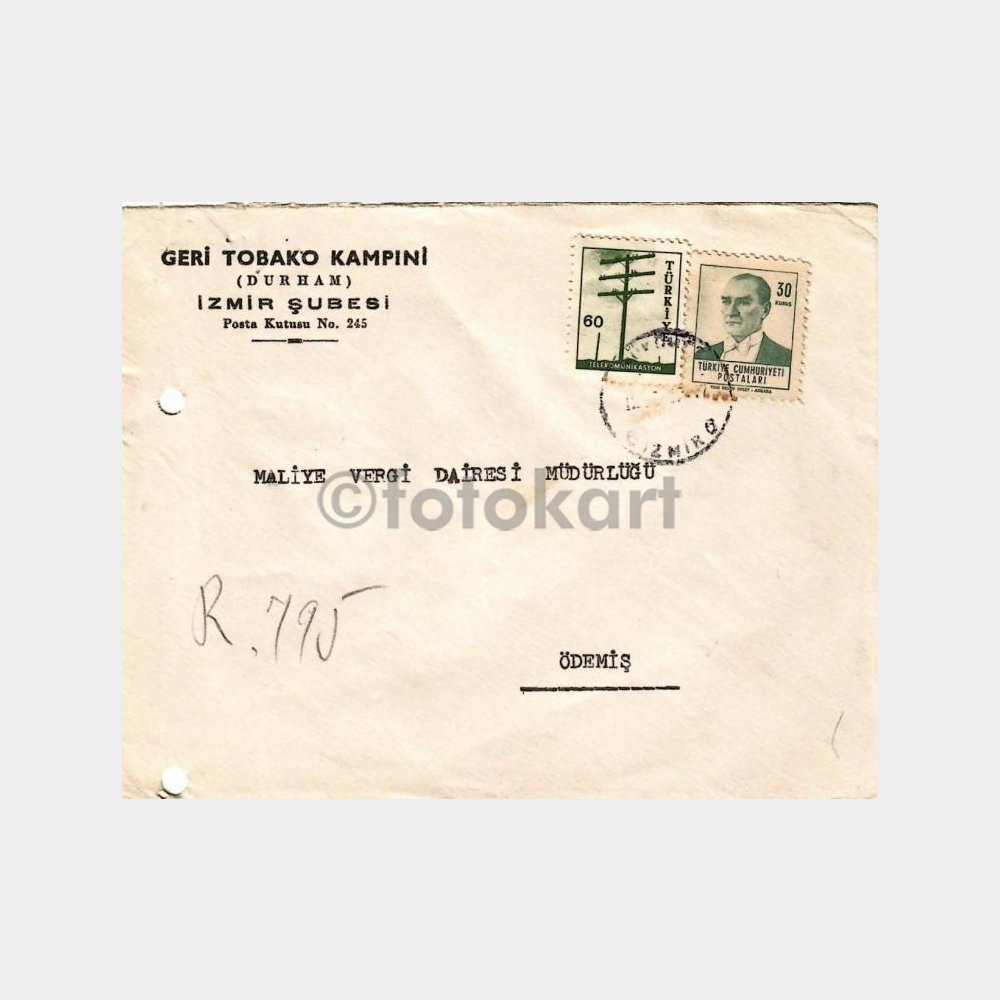 GERİ TOBAKO KAMPINİ
(DURHAM)
İZMİR ŞUBESİ
Posta Kutusu No. 245
60
TÜRKİYE
TELEKOMÜNİKASYON
30
KURUŞ
TÜRKİYE CUMHURİYETİ
POSTALARI
İZMİR
MALİYE VERGİ DAİRESİ MÜDÜRLÜĞÜ
©fotokart
R. 795
ÖDEMİŞ